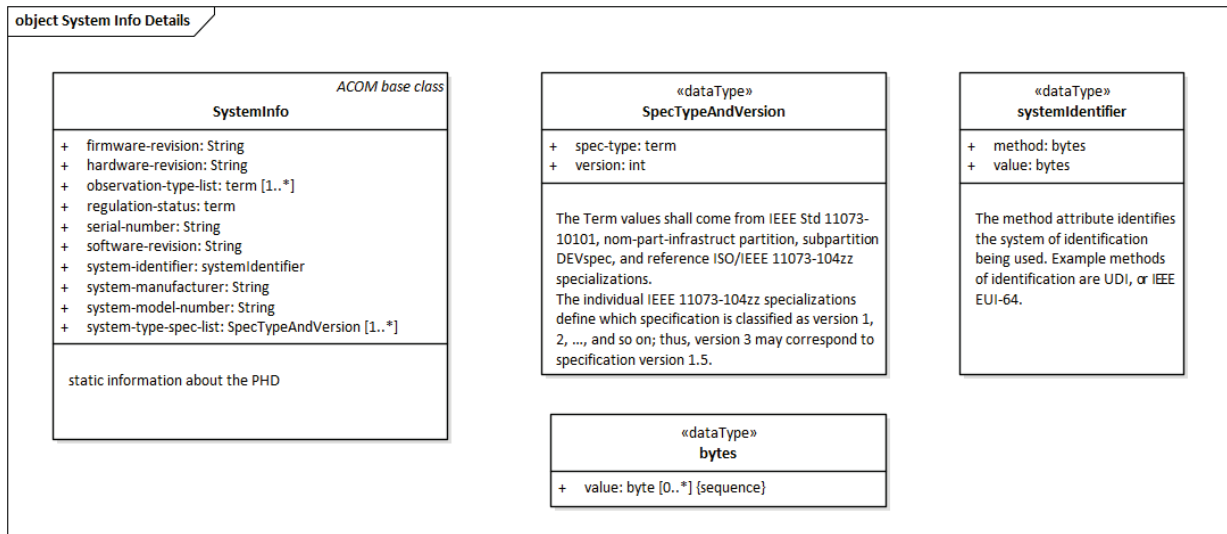 object System Info Details
ACOM base class
SystemInfo
+ firmware-revision: String
+ hardware-revision: String
+ observation-type-list: term [1..*]
+ regulation-status: term
+ serial-number: String
+ software-revision: String
+ system-identifier: systemIdentifier
+ system-manufacturer: String
+ system-model-number: String
+ system-type-spec-list: SpecTypeAndVersion [1..*]
static information about the PHD
«dataType»
SpecTypeAndVersion
+ spec-type: term
+ version: int
The Term values shall come from IEEE Std 11073-
10101, nom-part-infrastruct partition, subpartition
DEVspec, and reference ISO/IEEE 11073-104zz
specializations.
The individual IEEE 11073-104zz specializations
define which specification is classified as version 1,
2, ..., and so on; thus, version 3 may correspond to
specification version 1.5.
«dataType»
systemIdentifier
+ method: bytes
+ value: bytes
The method attribute identifies
the system of identification
being used. Example methods
of identification are UDI, or IEEE
EUI-64.
«dataType»
bytes
+ value: byte [0..*] {sequence}